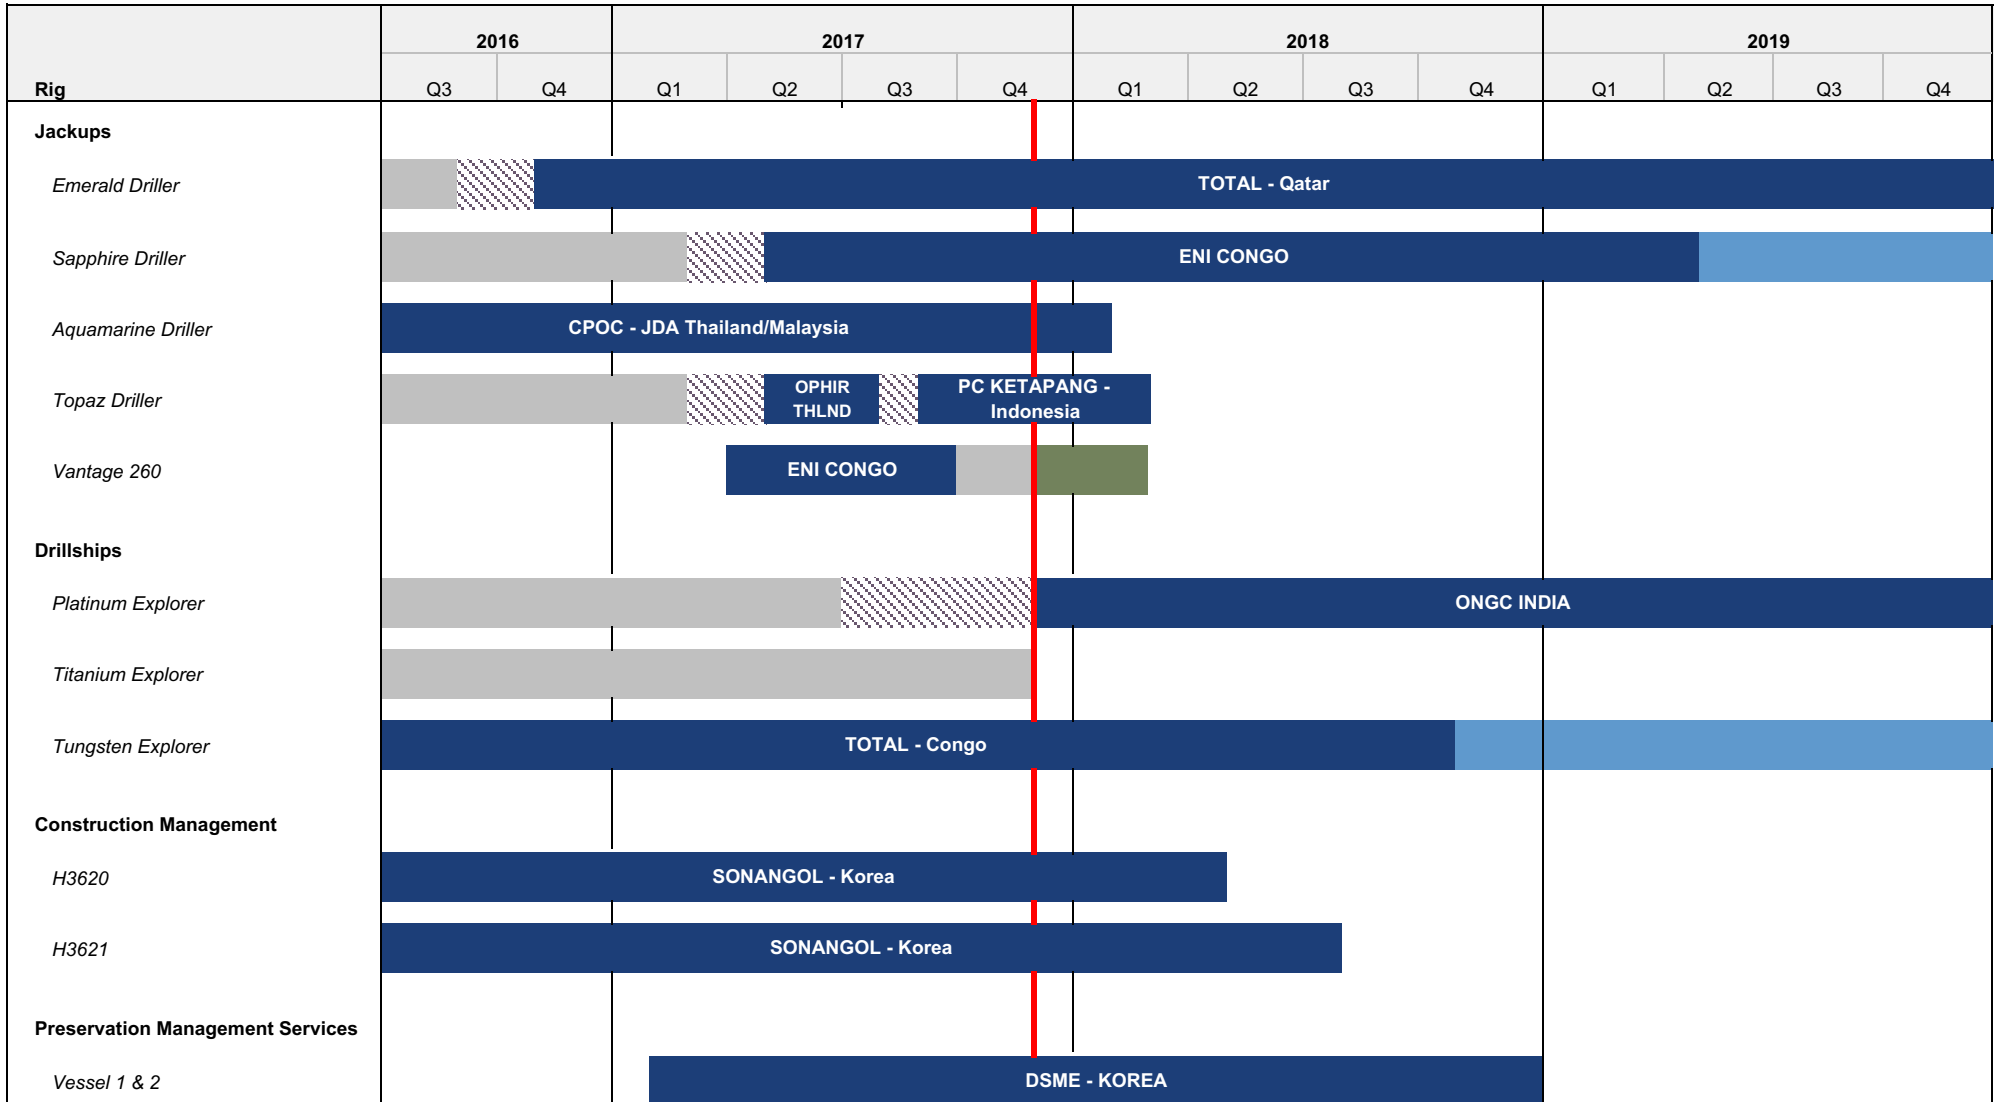 2016 2017 2018 2019
Rig Q3 Q4 Q1 Q2 Q3 Q4 Q1 Q2 Q3 Q4 Q1 Q2 Q3 Q4
Jackups
Emerald Driller TOTAL - Qatar
Sapphire Driller ENI CONGO
Aquamarine Driller CPOC - JDA Thailand/Malaysia
Topaz Driller
OPHIR
THLND
PC KETAPANG -
Indonesia
Vantage 260 ENI CONGO
Drillships
Platinum Explorer ONGC INDIA
Titanium Explorer
Tungsten Explorer TOTAL - Congo
Construction Management
H3620 SONANGOL - Korea
H3621 SONANGOL - Korea
Preservation Management Services
Vessel 1 & 2 DSME - KOREA